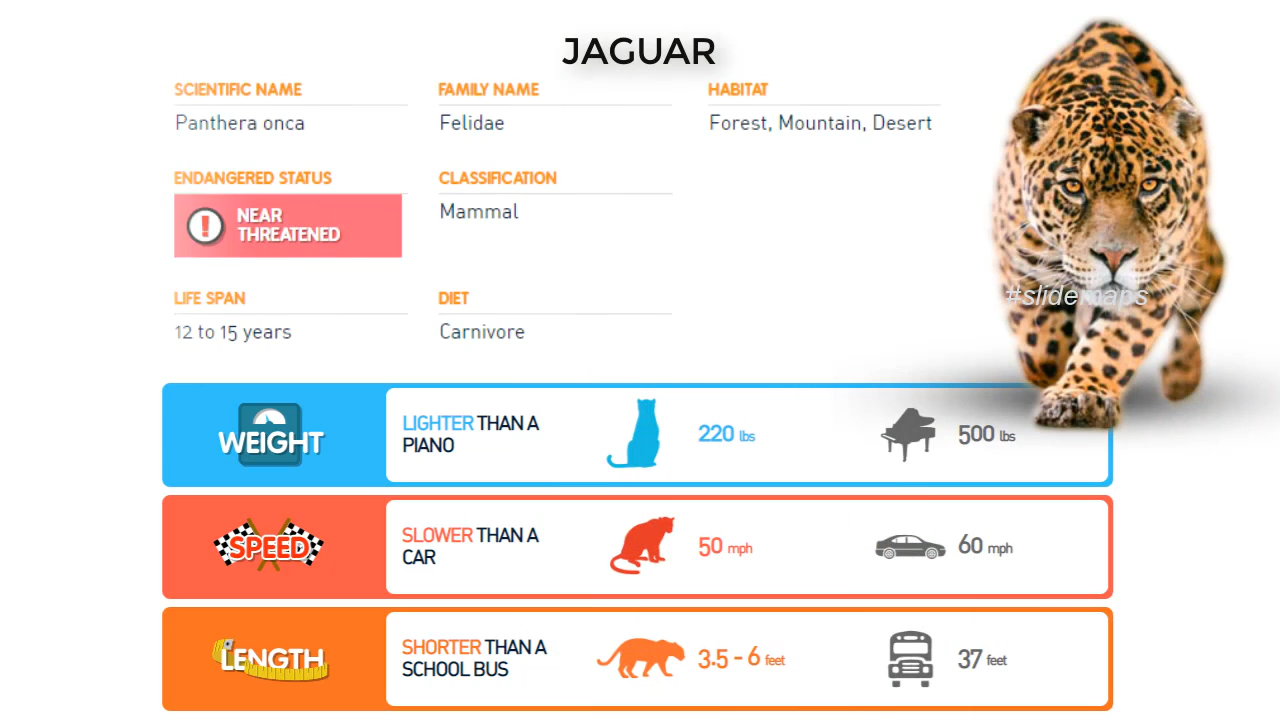 JAGUAR
SCIENTIFIC NAME
Panthera onca
FAMILY NAME
Felidae
HABITAT
Forest, Mountain, Desert
ENDANGERED STATUS
NEAR
THREATENED
CLASSIFICATION
Mammal
#slidemaps
LIFE SPAN
12 to 15 years
DIET
Carnivore
WEIGHT
LIGHTER THAN A
PIANO
220 lbs
500 lbs
SPEED
SLOWER THAN A
CAR
50 mph
60 mph
LENGTH
SHORTER THAN A
SCHOOL BUS
3.5 - 6 feet
37 feet